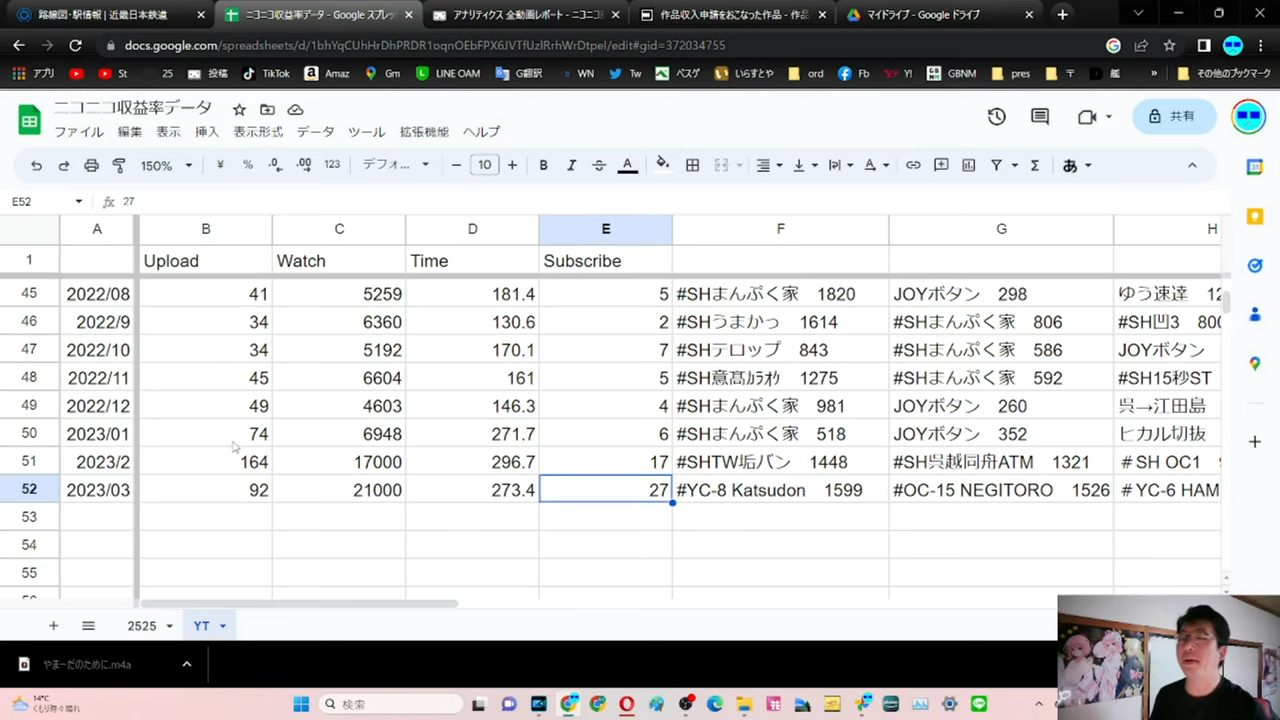 路線図・駅情報 | 近畿日本鉄道
ニコニコ収益率データ - Google スプレッ
アナリティクス 全動画レポート - ニコニコ
作品収入申請をおこなった作品 - 作品
マイドライブ - Google ドライブ
docs.google.com/spreadsheets/d/1bhYqCUhHrDhPRDR1oqnOEbFPX6JVTfUzIRrhWrDtpeI/edit#gid=372034755
アプリ St 25 投稿 TikTok Amaz Gm LINE OAM G翻訳 WN Tw ベスゲ いらすとや ord Fb Y! GBNM pres 〒 艦 » その他のブックマーク
ニコニコ収益率データ
ファイル 編集 表示 挿入 表示形式 データ ツール 拡張機能 ヘルプ
共有
150% ¥ % .0 .00 123 デフォ... − 10 + B I A Σ あ
E52 fx 27
A B C D E F G H
1 Upload Watch Time Subscribe
45 2022/08 41 5259 181.4 5 #SHまんぷく家 1820 JOYボタン 298 ゆう速達 12
46 2022/9 34 6360 130.6 2 #SHうまかっ 1614 #SHまんぷく家 806 #SH凹3 800
47 2022/10 34 5192 170.1 7 #SHテロップ 843 #SHまんぷく家 586 JOYボタン
48 2022/11 45 6604 161 5 #SH意髙ｶﾗｵｹ 1275 #SHまんぷく家 592 #SH15秒ST
49 2022/12 49 4603 146.3 4 #SHまんぷく家 981 JOYボタン 260 呉→江田島
50 2023/01 74 6948 271.7 6 #SHまんぷく家 518 JOYボタン 352 ヒカル切抜
51 2023/2 164 17000 296.7 17 #SHTW垢バン 1448 #SH呉越同舟ATM 1321 ＃SH OC1
52 2023/03 92 21000 273.4 27 #YC-8 Katsudon 1599 #OC-15 NEGITORO 1526 ＃YC-6 HAM
53
54
55
2525 YT
やまーだのために.m4a
14°C
くもり時々晴れ
検索